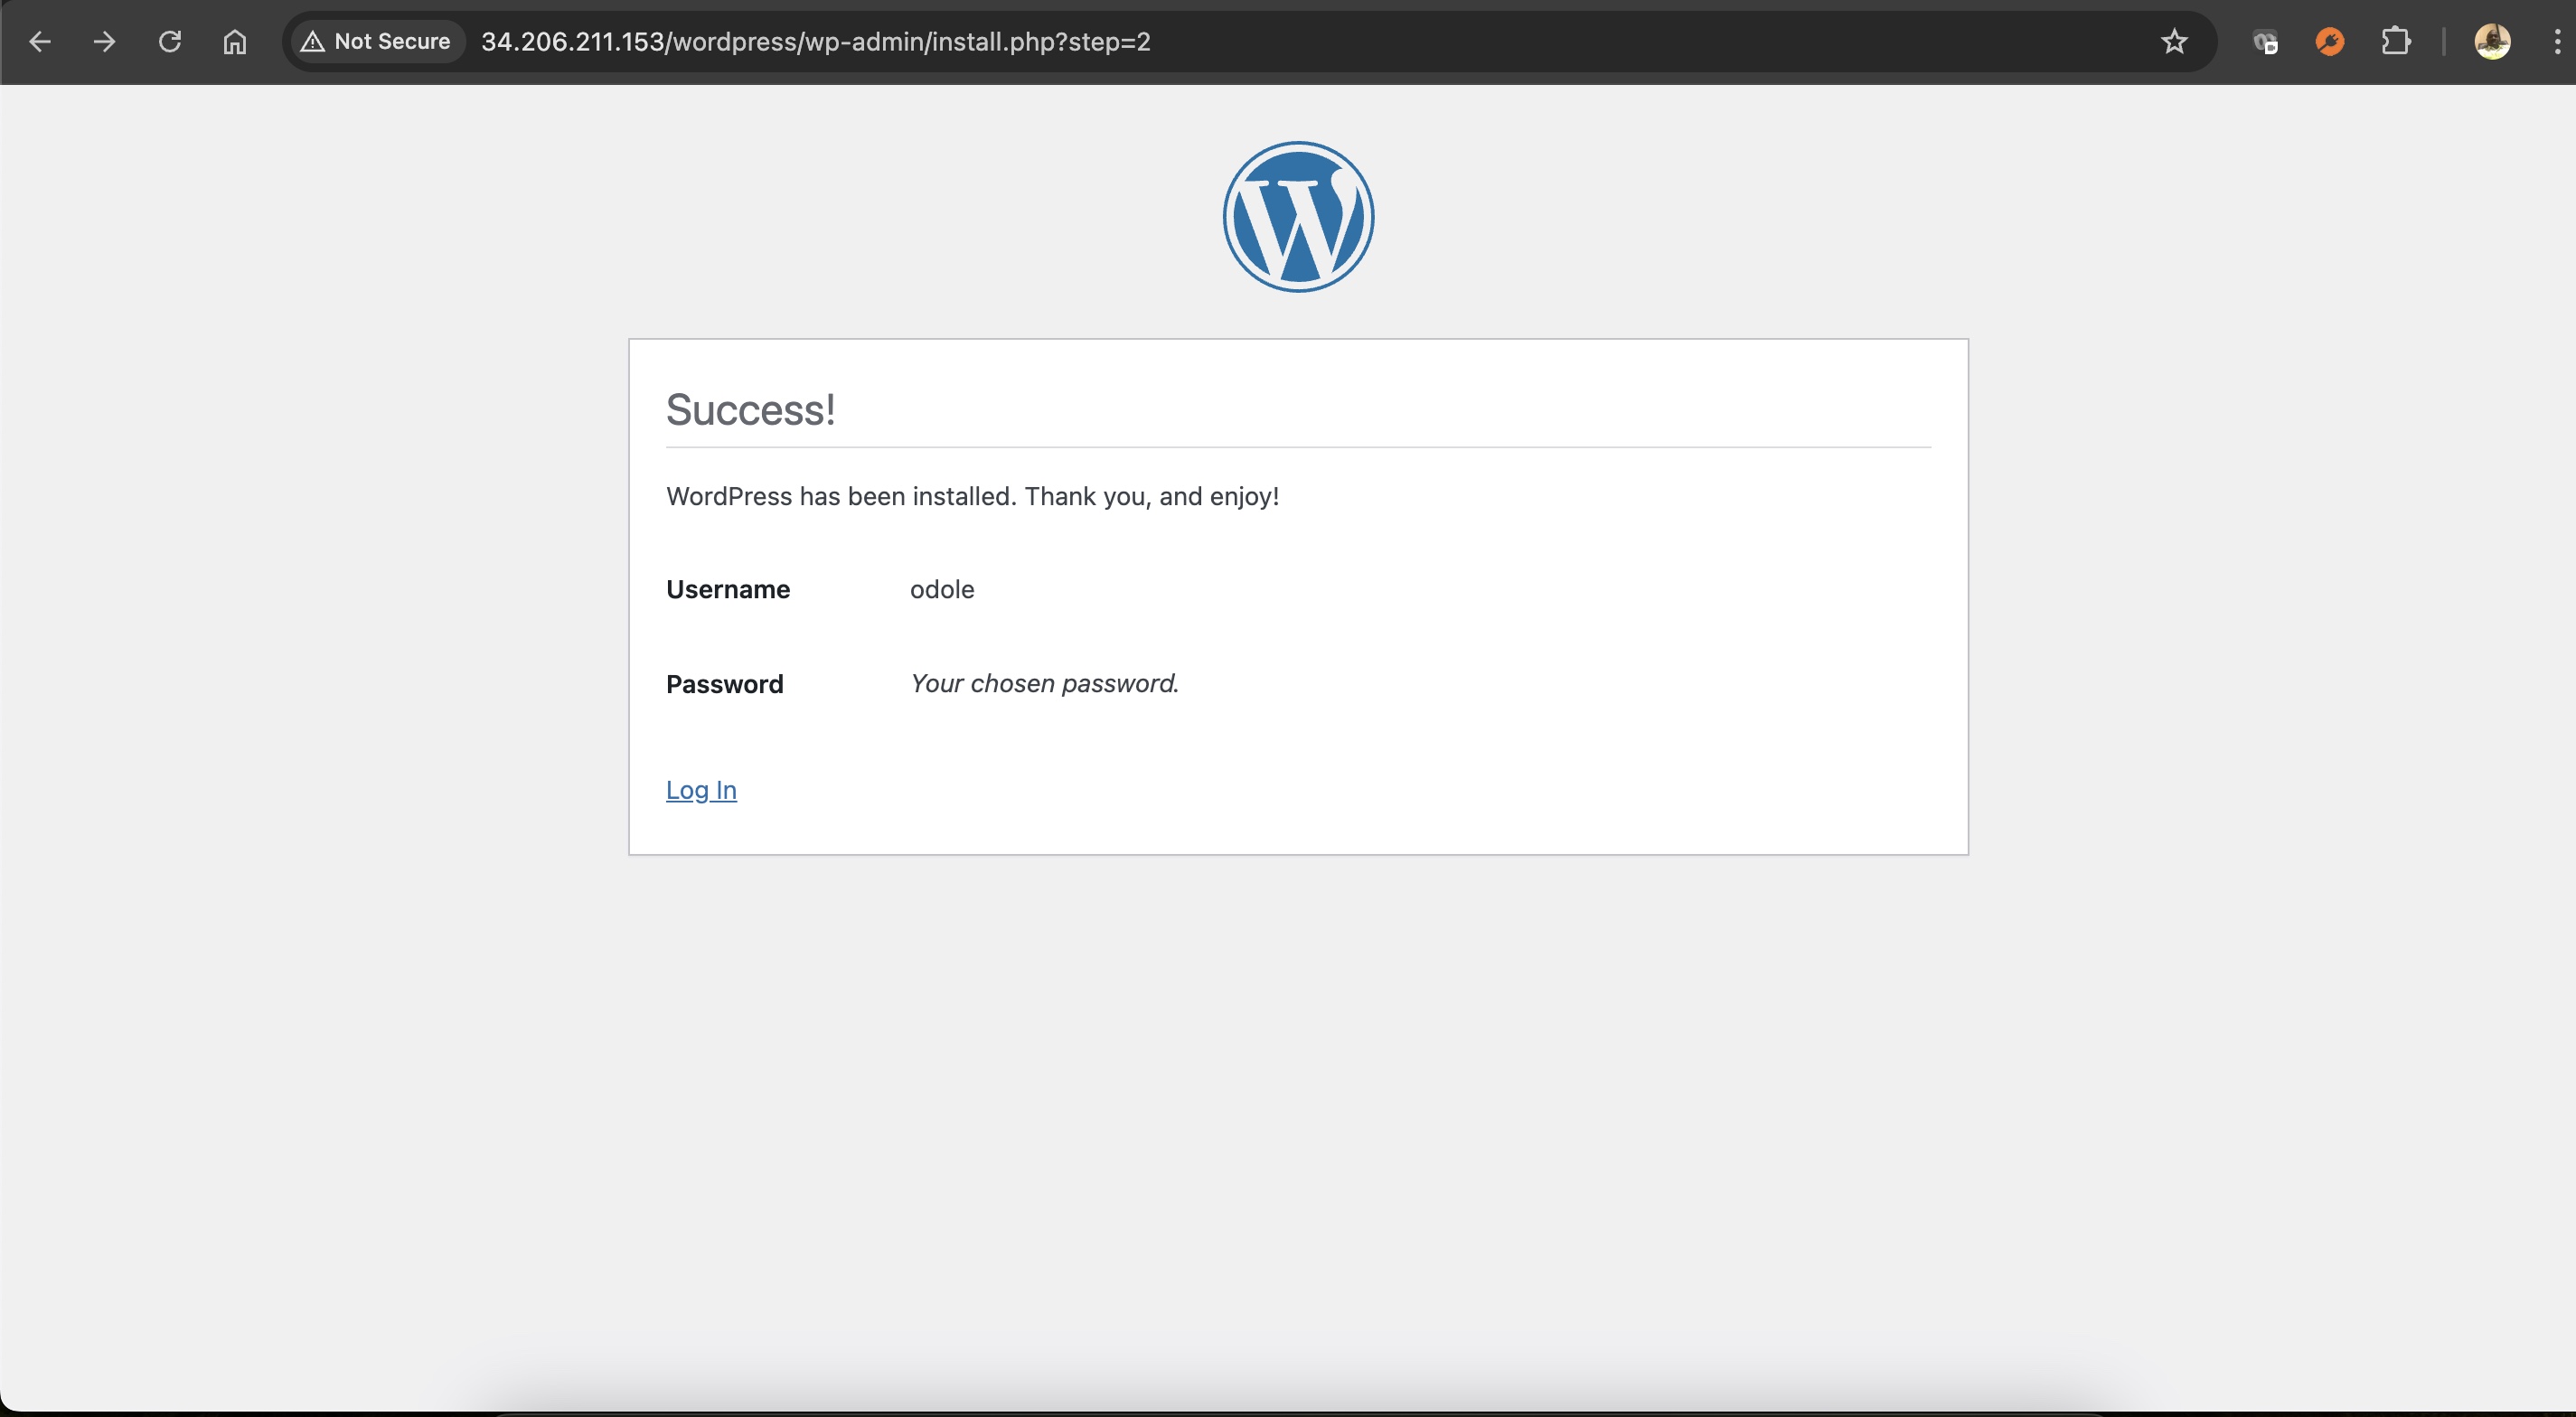 Not Secure 34.206.211.153/wordpress/wp-admin/install.php?step=2
Success!
WordPress has been installed. Thank you, and enjoy!
Username odole
Password Your chosen password.
Log In